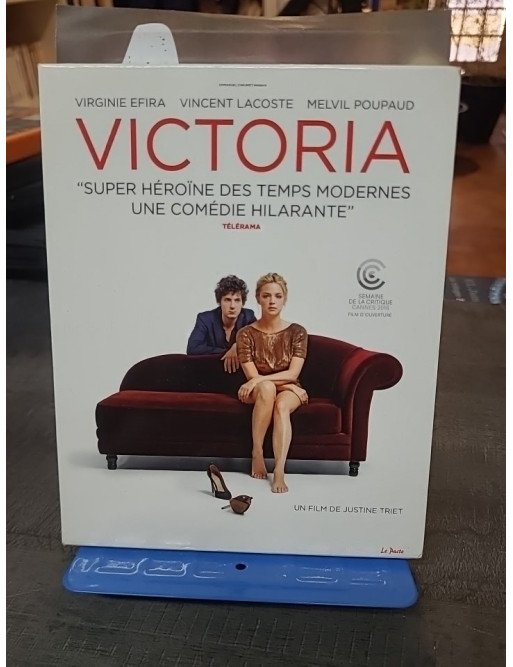 VIRGINIE EFIRA VINCENT LACOSTE MELVIL POUPAUD
VICTORIA
"SUPER HÉROÏNE DES TEMPS MODERNES
UNE COMÉDIE HILARANTE"
TÉLÉRAMA
SEMAINE
DE LA CRITIQUE
CANNES 2016
FILM D'OUVERTURE
UN FILM DE JUSTINE TRIET
Le Pacte